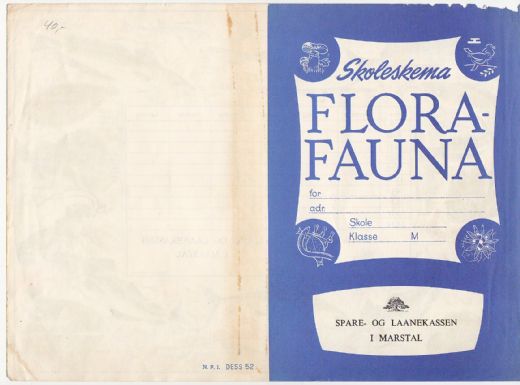 40,-
Skoleskema
FLORA-
FAUNA
for
adr.
Skole
Klasse M
SPARE- OG LAANEKASSEN
I MARSTAL
N.P.I. DESS 52